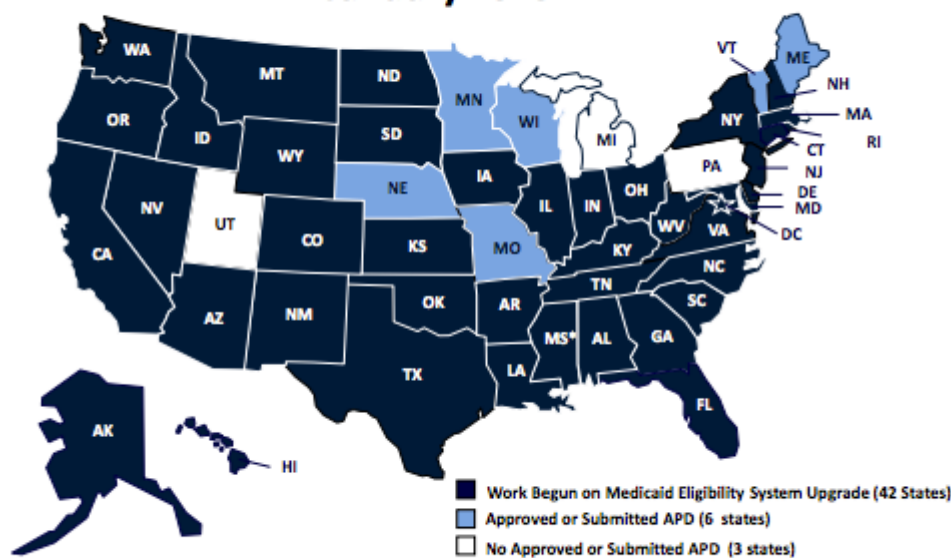 WA
MT
ND
MN
VT
ME
NH
OR
ID
SD
WI
MI
NY
MA
RI
CT
WY
IA
PA
NJ
NE
OH
DE
MD
NV
UT
IL
IN
WV
VA
DC
CA
CO
KS
MO
KY
NC
TN
AZ
NM
OK
AR
SC
MS*
AL
GA
TX
LA
FL
AK
HI
Work Begun on Medicaid Eligibility System Upgrade (42 States)
Approved or Submitted APD (6 states)
No Approved or Submitted APD (3 states)